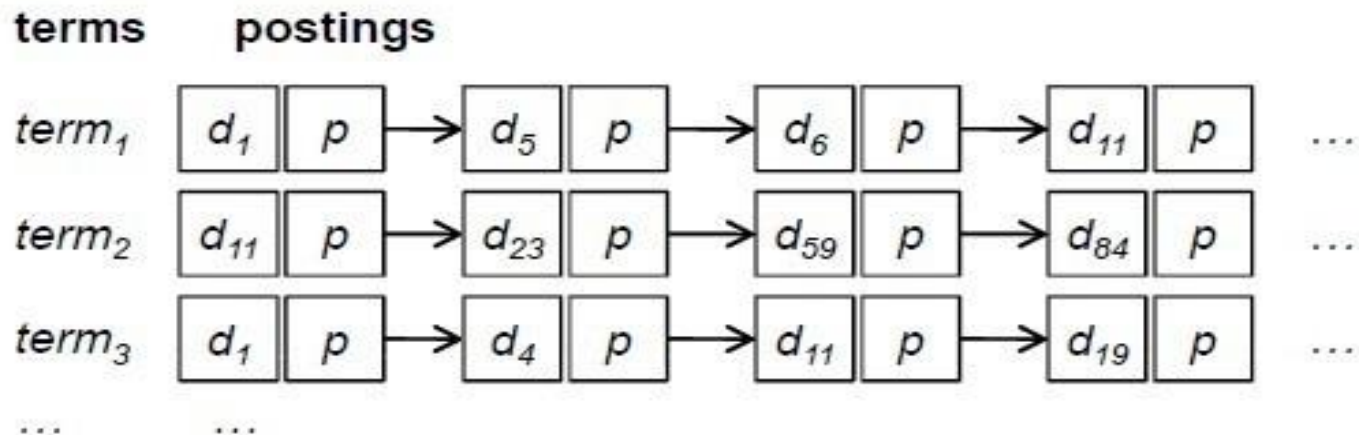 terms postings
term₁ d₁ p d₅ p d₆ p d₁₁ p ...
term₂ d₁₁ p d₂₃ p d₅₉ p d₈₄ p ...
term₃ d₁ p d₄ p d₁₁ p d₁₉ p ...
... ...